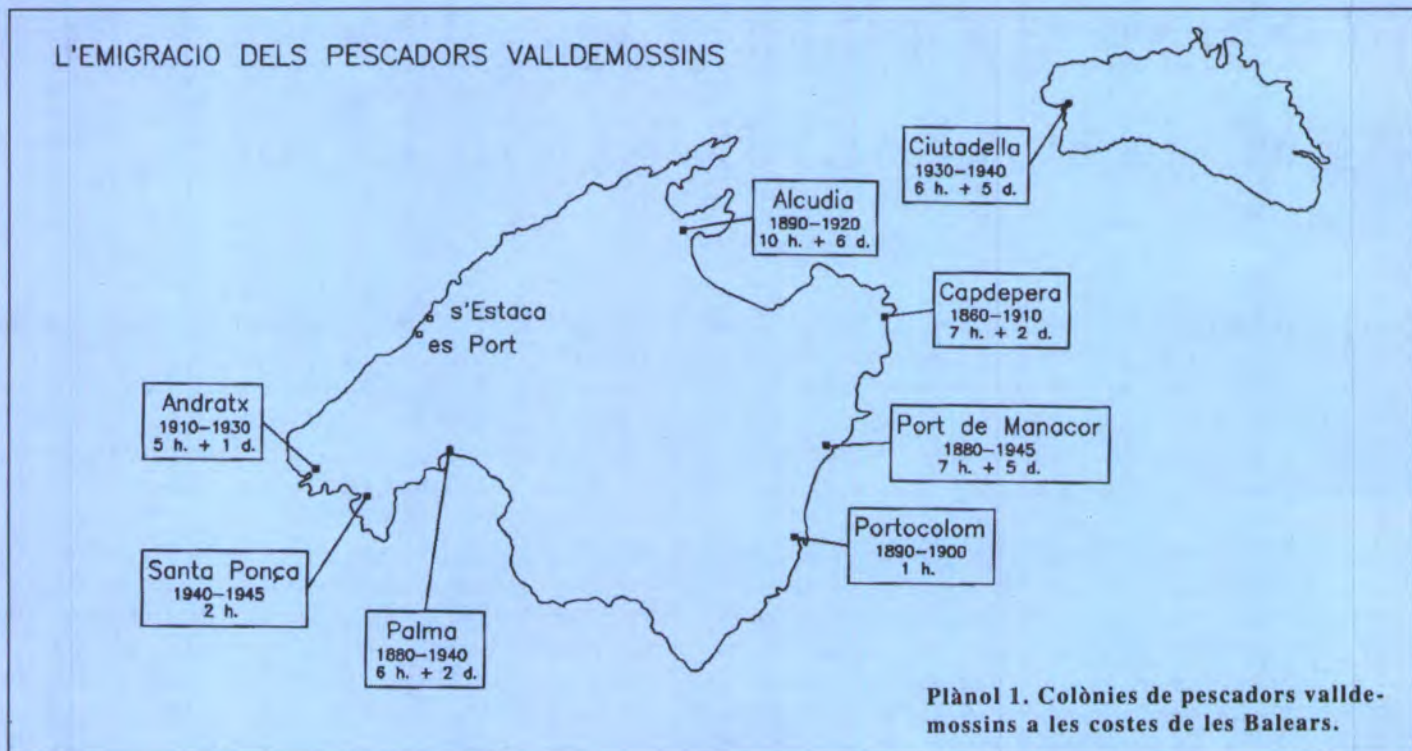 L'EMIGRACIO DELS PESCADORS VALLDEMOSSINS
Ciutadella
1930-1940
6 h. + 5 d.
Alcudia
1890-1920
10 h. + 6 d.
Capdepera
1860-1910
7 h. + 2 d.
s'Estaca
es Port
Andratx
1910-1930
5 h. + 1 d.
Port de Manacor
1880-1945
7 h. + 5 d.
Portocolom
1890-1900
1 h.
Santa Ponça
1940-1945
2 h.
Palma
1880-1940
6 h. + 2 d.
Plànol 1. Colònies de pescadors vallde-
mossins a les costes de les Balears.